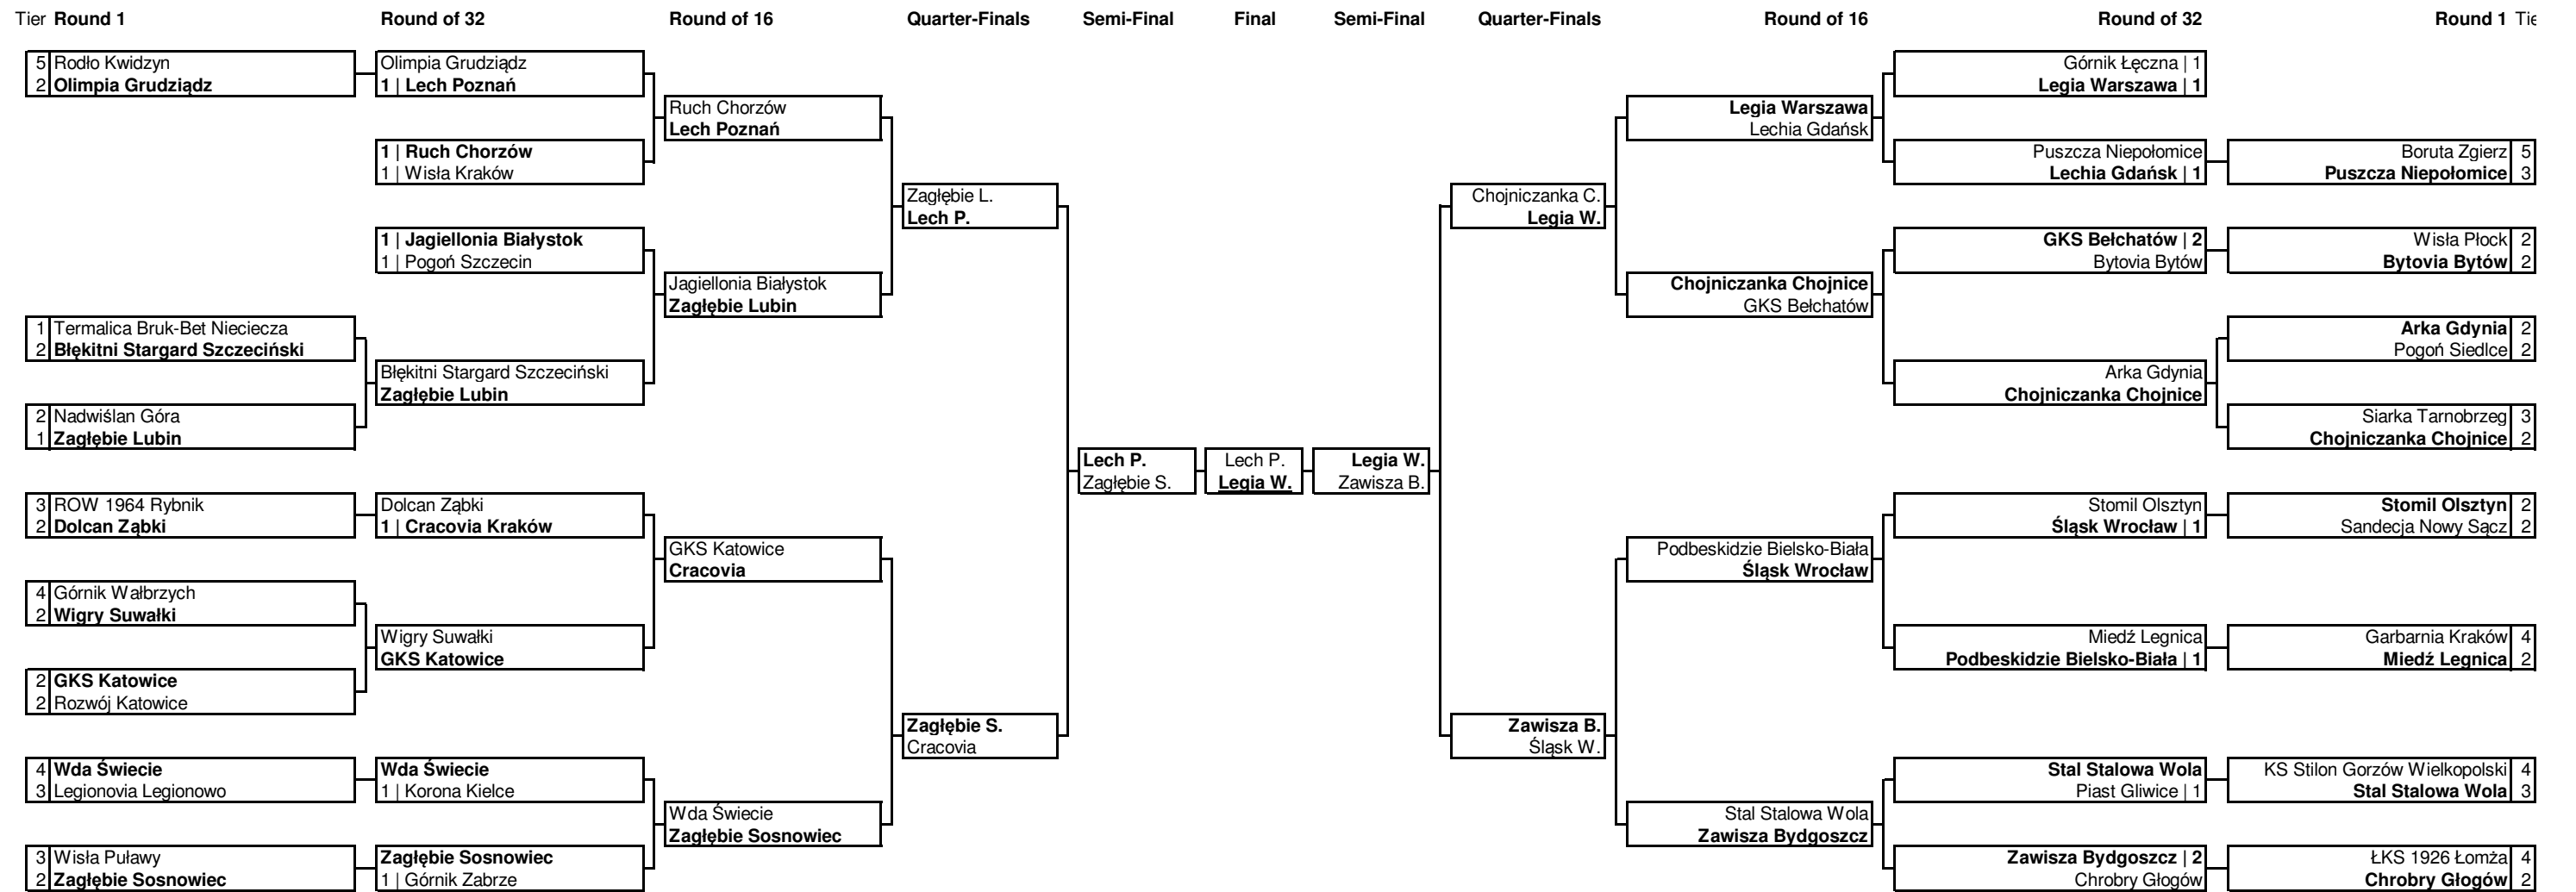 Tier Round 1 Round of 32 Round of 16 Quarter-Finals Semi-Final Final Semi-Final Quarter-Finals Round of 16 Round of 32 Round 1 Tie
5 Rodło Kwidzyn
2 Olimpia Grudziądz
1 Termalica Bruk-Bet Nieciecza
2 Błękitni Stargard Szczeciński
2 Nadwiślan Góra
1 Zagłębie Lubin
3 ROW 1964 Rybnik
2 Dolcan Ząbki
4 Górnik Wałbrzych
2 Wigry Suwałki
2 GKS Katowice
2 Rozwój Katowice
4 Wda Świecie
3 Legionovia Legionowo
3 Wisła Puławy
2 Zagłębie Sosnowiec
Olimpia Grudziądz
1 | Lech Poznań
1 | Ruch Chorzów
1 | Wisła Kraków
1 | Jagiellonia Białystok
1 | Pogoń Szczecin
Błękitni Stargard Szczeciński
Zagłębie Lubin
Dolcan Ząbki
1 | Cracovia Kraków
Wigry Suwałki
GKS Katowice
Wda Świecie
1 | Korona Kielce
Zagłębie Sosnowiec
1 | Górnik Zabrze
Ruch Chorzów
Lech Poznań
Jagiellonia Białystok
Zagłębie Lubin
GKS Katowice
Cracovia
Wda Świecie
Zagłębie Sosnowiec
Zagłębie L.
Lech P.
Zagłębie S.
Cracovia
Lech P.
Zagłębie S.
Lech P.
Legia W.
Legia W.
Zawisza B.
Chojniczanka C.
Legia W.
Zawisza B.
Śląsk W.
Legia Warszawa
Lechia Gdańsk
Chojniczanka Chojnice
GKS Bełchatów
Podbeskidzie Bielsko-Biała
Śląsk Wrocław
Stal Stalowa Wola
Zawisza Bydgoszcz
Górnik Łęczna | 1
Legia Warszawa | 1
Puszcza Niepołomice
Lechia Gdańsk | 1
GKS Bełchatów | 2
Bytovia Bytów
Arka Gdynia
Chojniczanka Chojnice
Stomil Olsztyn
Śląsk Wrocław | 1
Miedź Legnica
Podbeskidzie Bielsko-Biała | 1
Stal Stalowa Wola
Piast Gliwice | 1
Zawisza Bydgoszcz | 2
Chrobry Głogów
Boruta Zgierz 5
Puszcza Niepołomice 3
Wisła Płock 2
Bytovia Bytów 2
Arka Gdynia 2
Pogoń Siedlce 2
Siarka Tarnobrzeg 3
Chojniczanka Chojnice 2
Stomil Olsztyn 2
Sandecja Nowy Sącz 2
Garbarnia Kraków 4
Miedź Legnica 2
KS Stilon Gorzów Wielkopolski 4
Stal Stalowa Wola 3
ŁKS 1926 Łomża 4
Chrobry Głogów 2